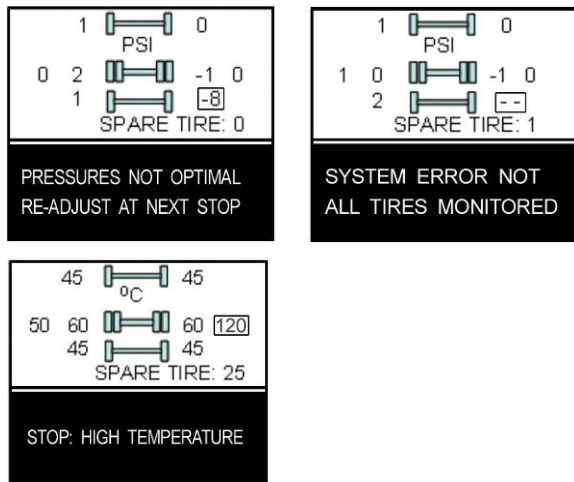 1 0
PSI
0 2 -1 0
1 -8
SPARE TIRE: 0
PRESSURES NOT OPTIMAL
RE-ADJUST AT NEXT STOP
1 0
PSI
1 0 -1 0
2 --
SPARE TIRE: 1
SYSTEM ERROR NOT
ALL TIRES MONITORED
45 45
ºC
50 60 60 120
45 45
SPARE TIRE: 25
STOP: HIGH TEMPERATURE